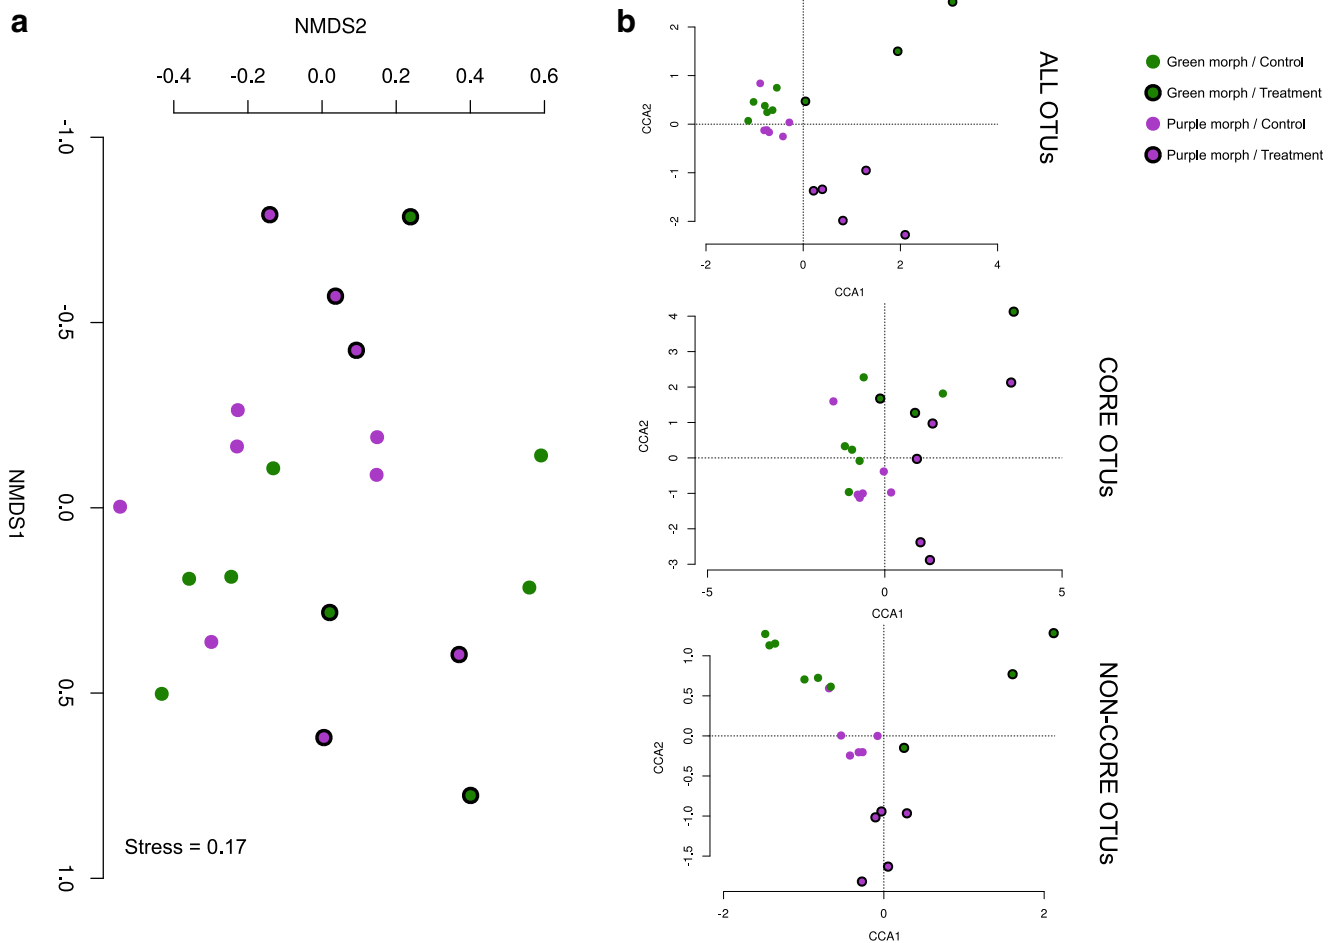 a
NMDS2
-0.4 -0.2 0.0 0.2 0.4 0.6
NMDS1
-1.0
-0.5
0.0
0.5
1.0
Stress = 0.17
b
CCA2
2
1
0
-1
-2
-2 0 2 4
CCA1
ALL OTUs
Green morph / Control
Green morph / Treatment
Purple morph / Control
Purple morph / Treatment
CCA2
4
3
2
1
0
-1
-2
-3
-5 0 5
CCA1
CORE OTUs
CCA2
1.0
0.5
0.0
-0.5
-1.0
-1.5
-2 0 2
CCA1
NON-CORE OTUs